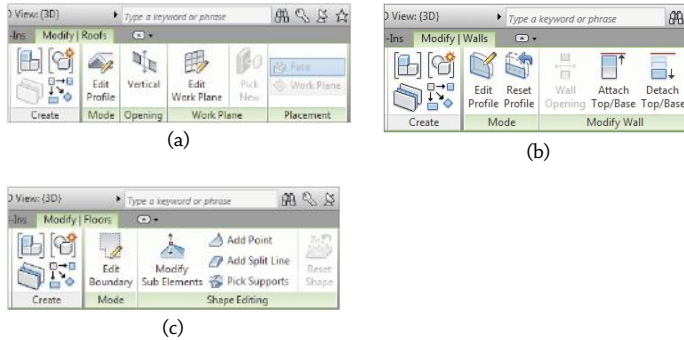 D View: {3D} Type a keyword or phrase
-Ins Modify | Roofs
Edit Profile Vertical Edit Work Plane Pick New Face Work Plane
Create Mode Opening Work Plane Placement
(a)
D View: {3D} Type a keyword or phrase
-Ins Modify | Walls
Edit Profile Reset Profile Wall Opening Attach Top/Base Detach Top/Base
Create Mode Modify Wall
(b)
View: {3D} Type a keyword or phrase
-Ins Modify | Floors
Edit Boundary Modify Sub Elements Add Point Add Split Line Pick Supports Reset Shape
Create Mode Shape Editing
(c)